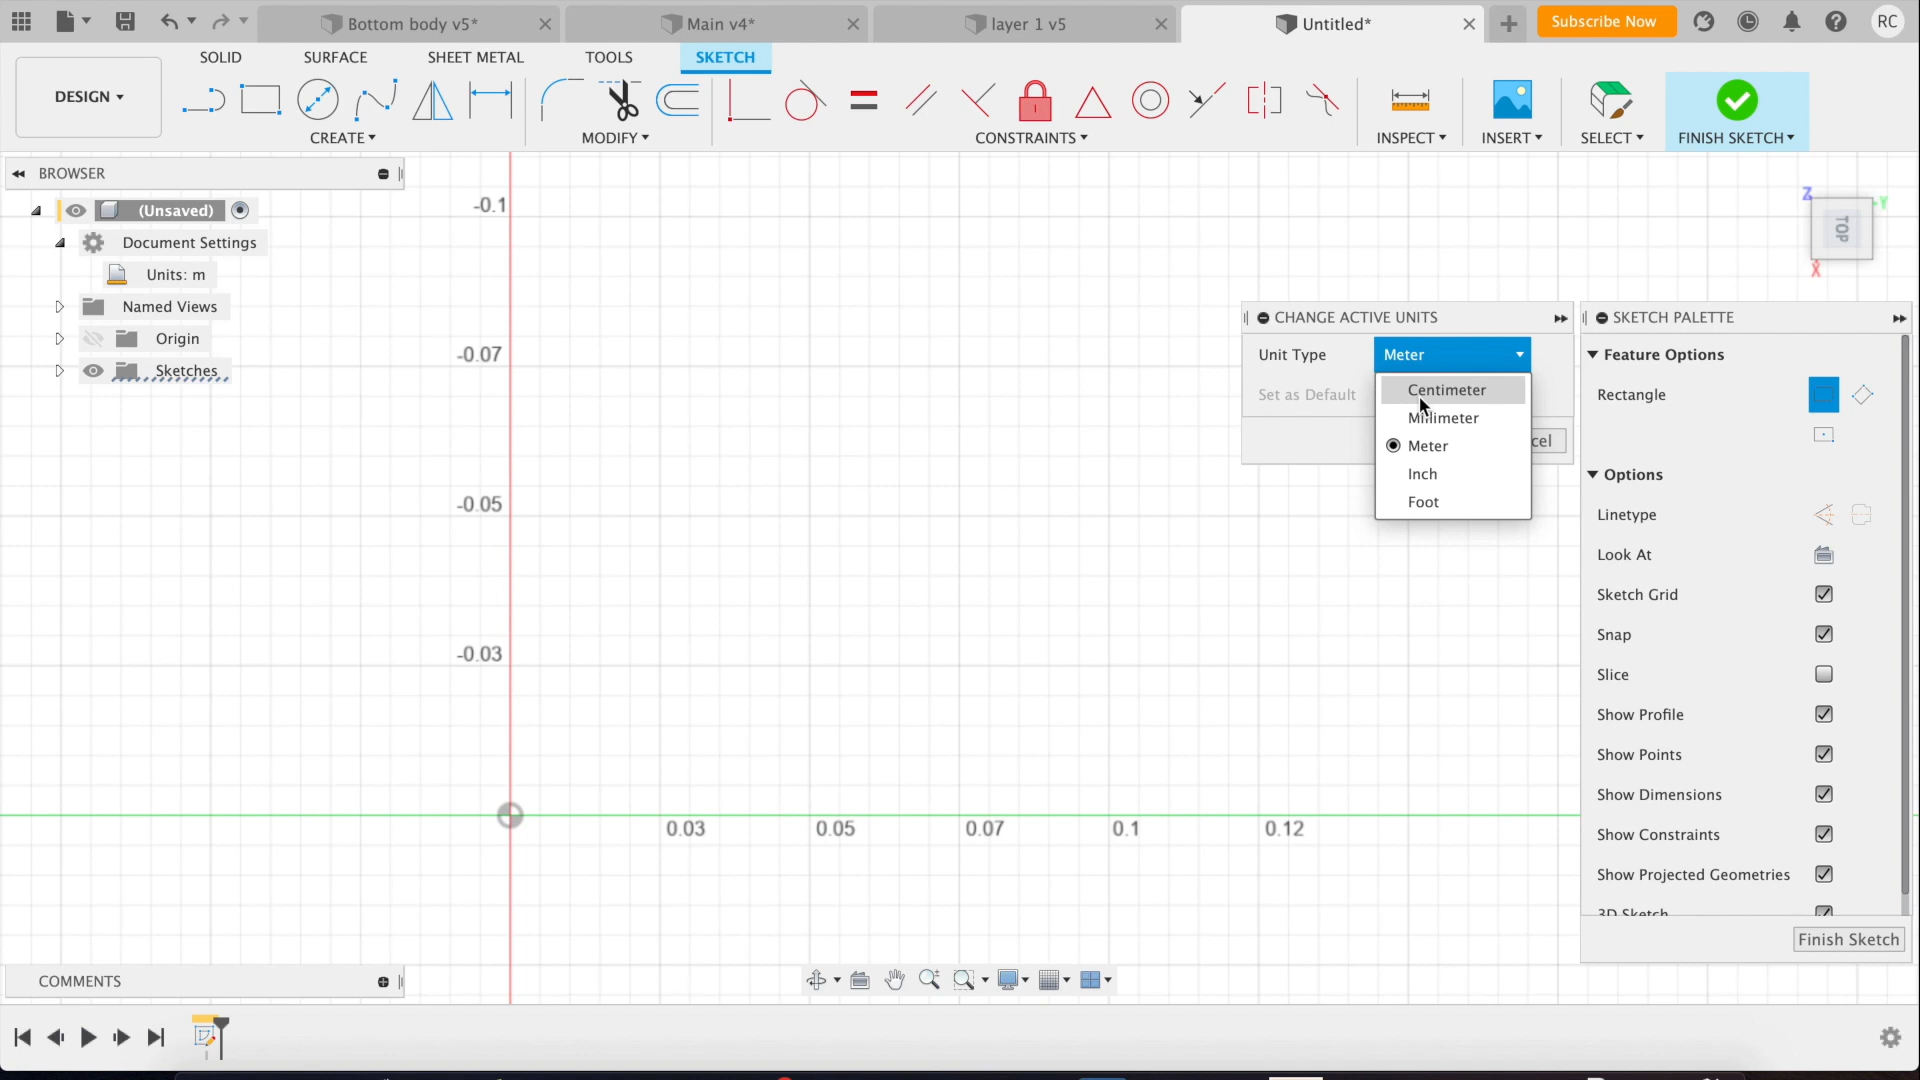 Bottom body v5*
Main v4*
layer 1 v5
Untitled*
Subscribe Now
RC
SOLID
SURFACE
SHEET METAL
TOOLS
SKETCH
DESIGN
CREATE
MODIFY
CONSTRAINTS
INSPECT
INSERT
SELECT
FINISH SKETCH
BROWSER
(Unsaved)
Document Settings
Units: m
Named Views
Origin
Sketches
-0.1
-0.07
-0.05
-0.03
0.03
0.05
0.07
0.1
0.12
Z
Y
TOP
X
CHANGE ACTIVE UNITS
Unit Type
Meter
Set as Default
Centimeter
Millimeter
Meter
Inch
Foot
cel
SKETCH PALETTE
Feature Options
Rectangle
Options
Linetype
Look At
Sketch Grid
Snap
Slice
Show Profile
Show Points
Show Dimensions
Show Constraints
Show Projected Geometries
3D Sketch
Finish Sketch
COMMENTS